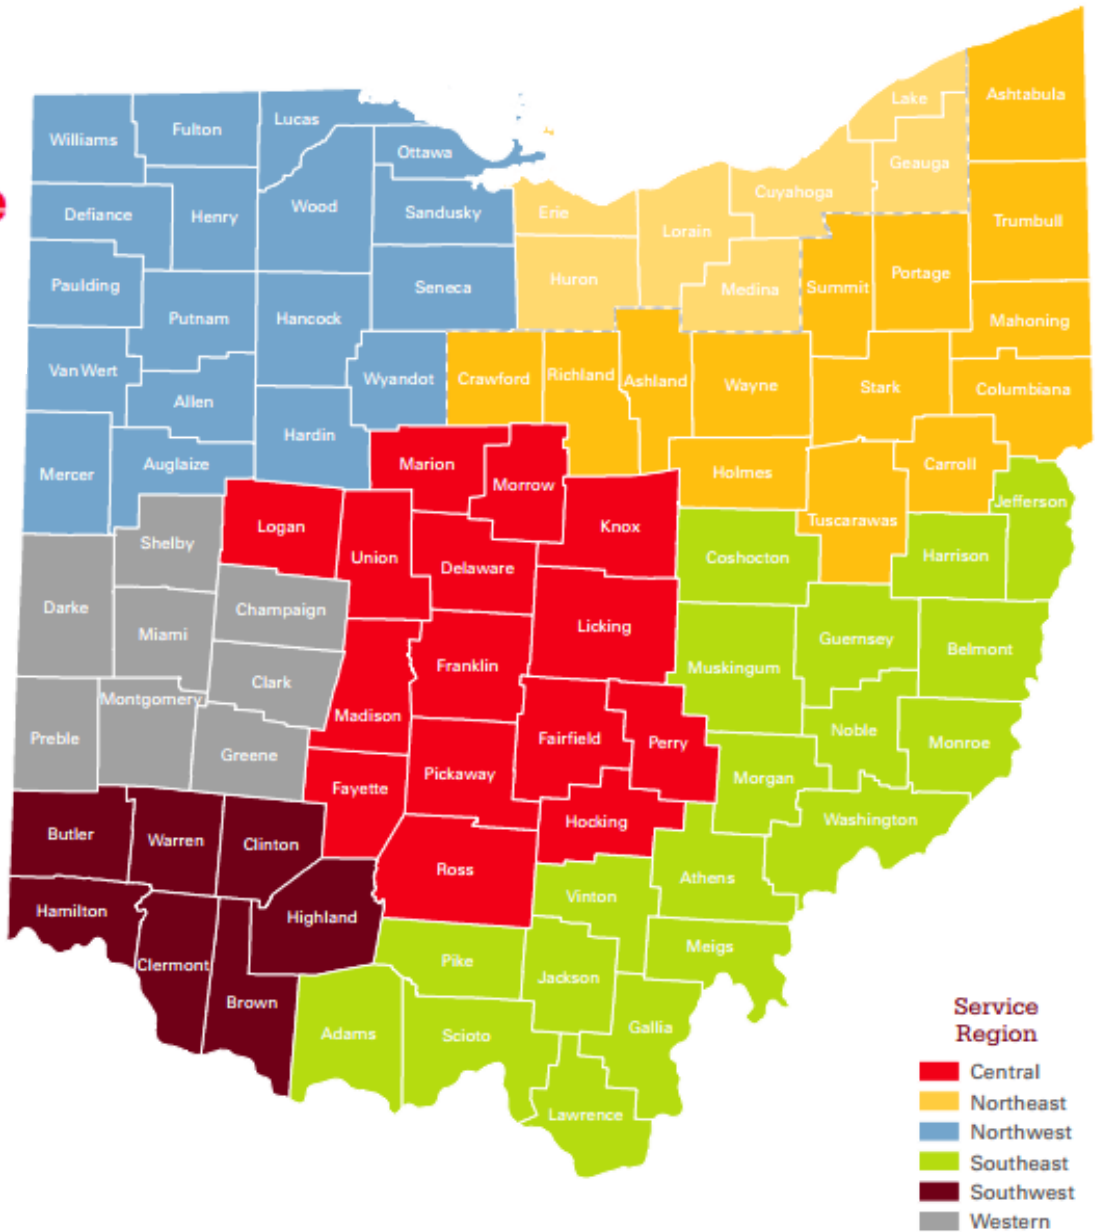 Lake
Ashtabula
Williams
Fulton
Lucas
Ottawa
Geauga
Cuyahoga
Defiance
Henry
Wood
Sandusky
Erie
Lorain
Trumbull
Paulding
Seneca
Huron
Medina
Summit
Portage
Putnam
Hancock
Mahoning
Van Wert
Wyandot
Crawford
Richland
Ashland
Wayne
Stark
Columbiana
Allen
Hardin
Mercer
Auglaize
Marion
Morrow
Holmes
Carroll
Jefferson
Shelby
Logan
Union
Knox
Tuscarawas
Delaware
Coshocton
Harrison
Darke
Miami
Champaign
Licking
Guernsey
Belmont
Franklin
Muskingum
Clark
Montgomery
Madison
Preble
Greene
Fairfield
Perry
Noble
Monroe
Fayette
Pickaway
Morgan
Butler
Warren
Clinton
Hocking
Washington
Ross
Athens
Hamilton
Highland
Vinton
Meigs
Clermont
Pike
Jackson
Brown
Adams
Scioto
Gallia
Lawrence
Service
Region
Central
Northeast
Northwest
Southeast
Southwest
Western